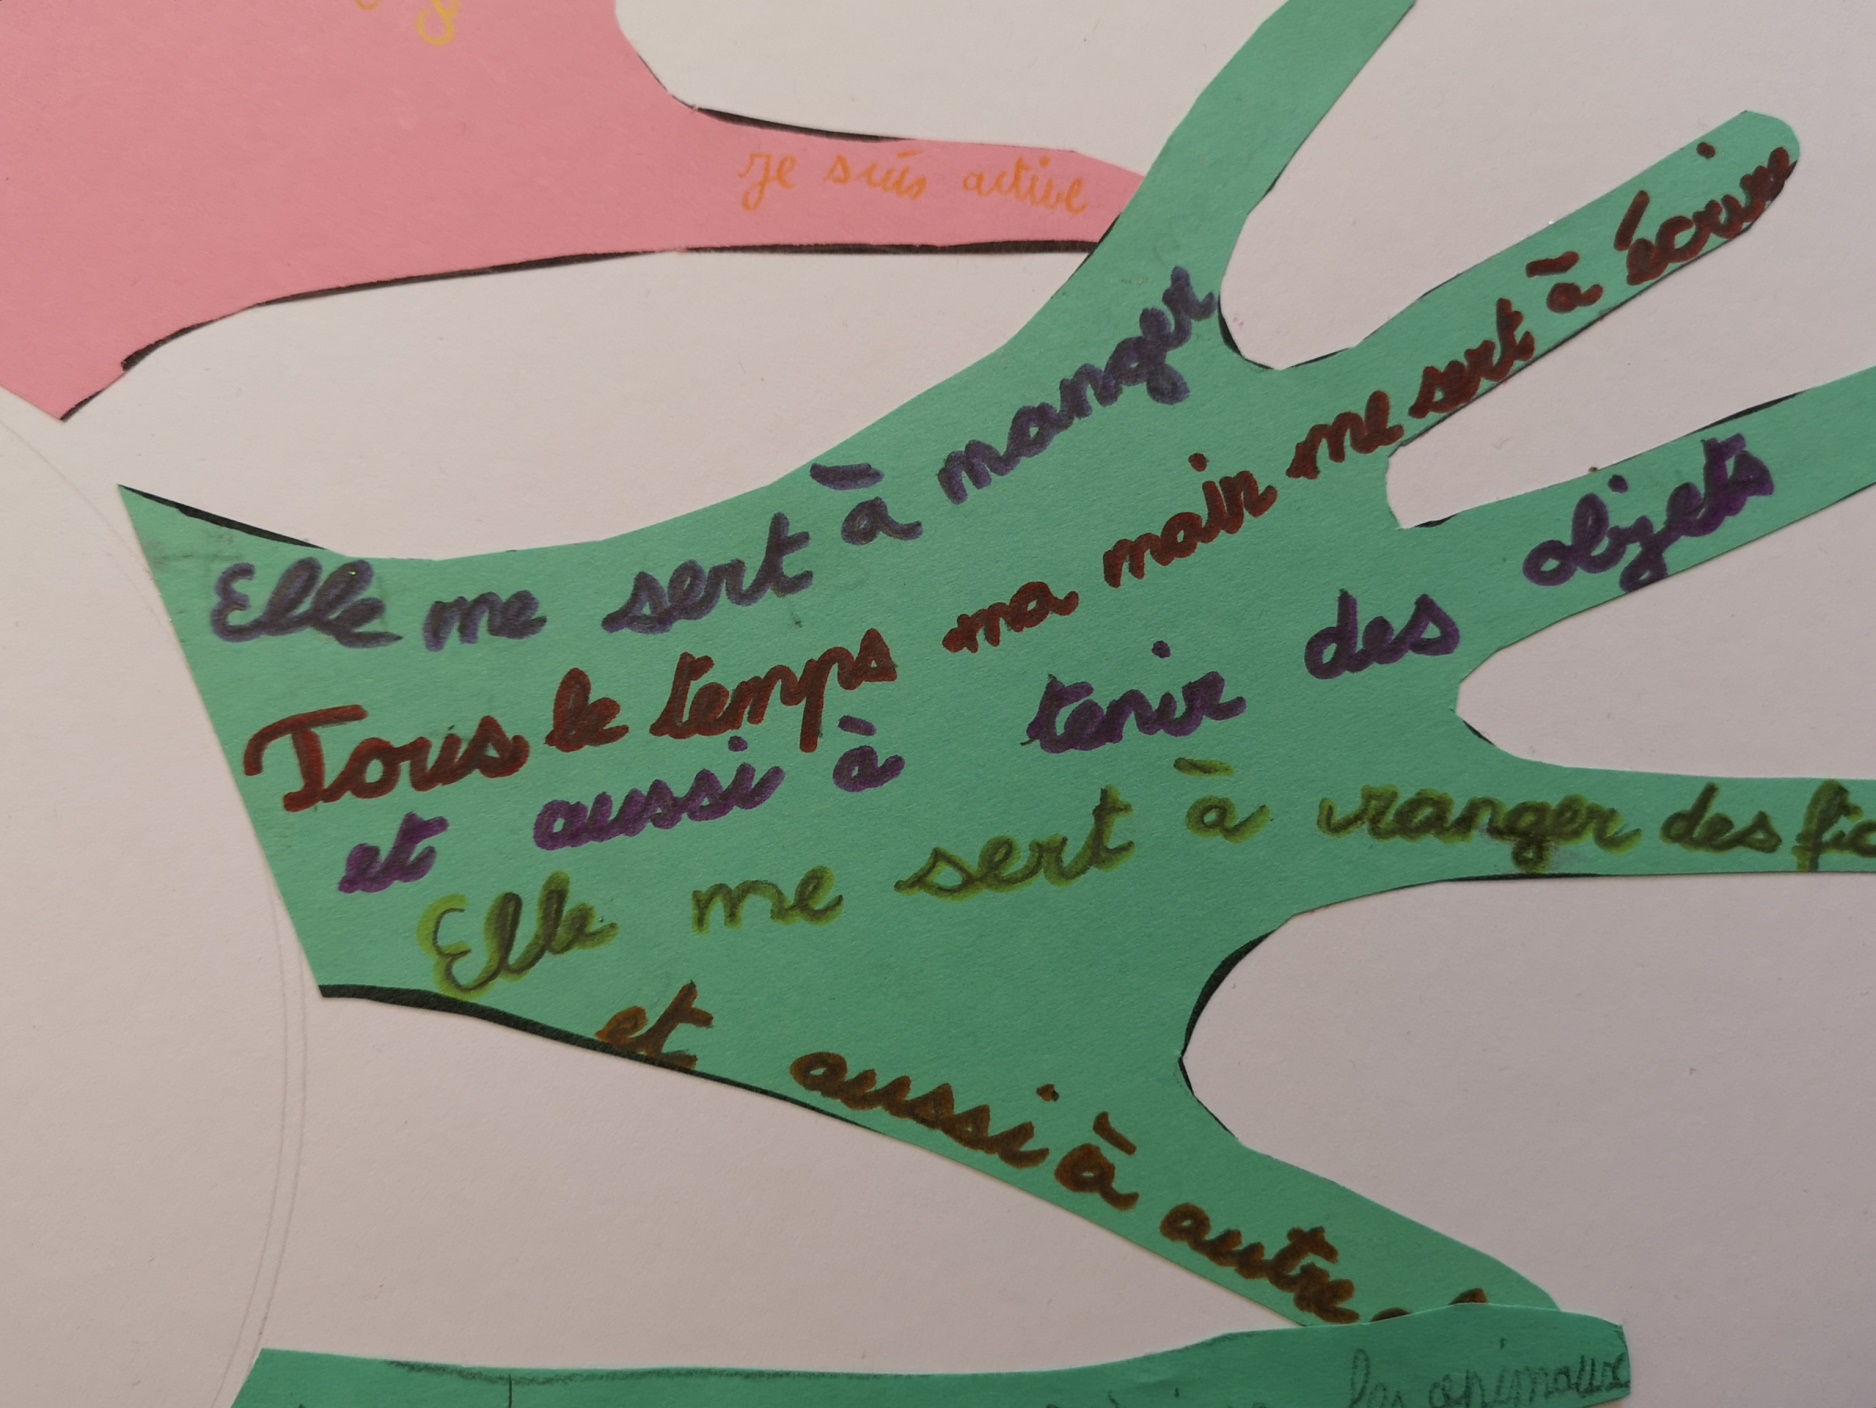 je suis active
Elle me sert à manger
Tous le temps ma main me sert à écrire
et aussi à tenir des objets
Elle me sert à ranger des
et aussi à autre
les animaux